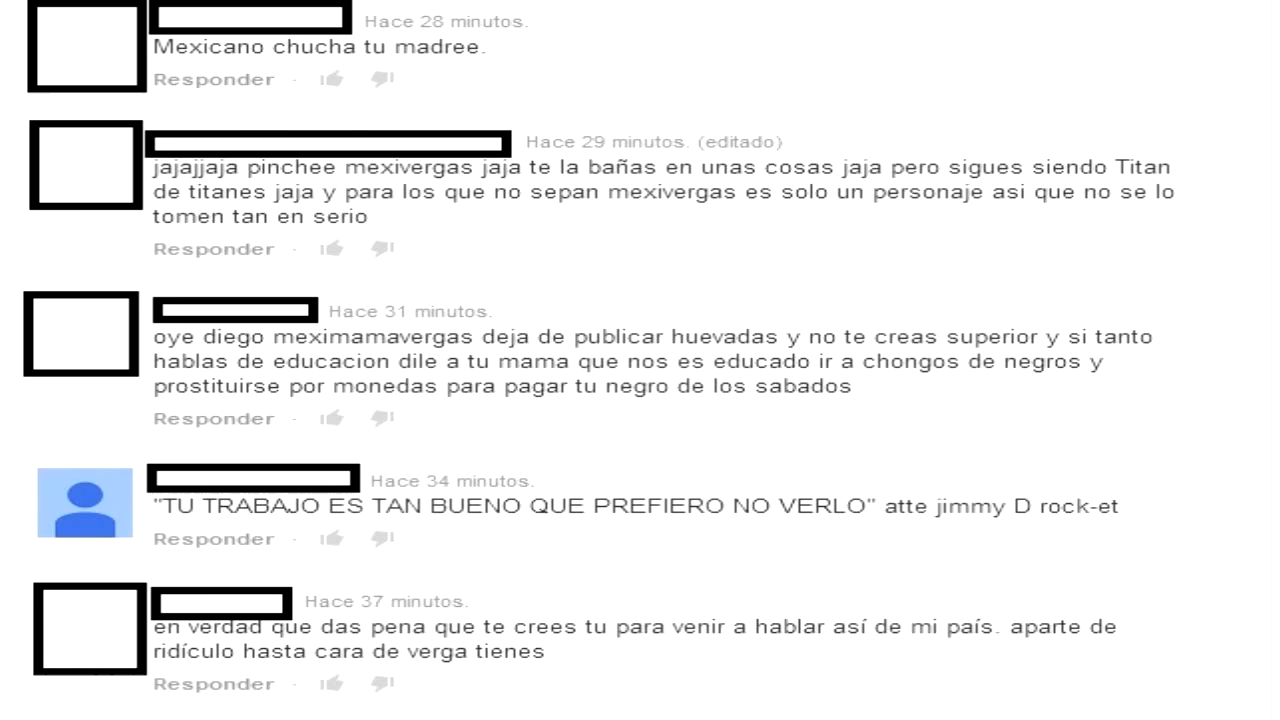 Hace 28 minutos.
Mexicano chucha tu madree.
Responder ·
Hace 29 minutos. (editado)
jajajjaja pinchee mexivergas jaja te la bañas en unas cosas jaja pero sigues siendo Titan
de titanes jaja y para los que no sepan mexivergas es solo un personaje asi que no se lo
tomen tan en serio
Responder ·
Hace 31 minutos.
oye diego meximamavergas deja de publicar huevadas y no te creas superior y si tanto
hablas de educacion dile a tu mama que nos es educado ir a chongos de negros y
prostituirse por monedas para pagar tu negro de los sabados
Responder ·
Hace 34 minutos.
"TU TRABAJO ES TAN BUENO QUE PREFIERO NO VERLO" atte jimmy D rock-et
Responder ·
Hace 37 minutos.
en verdad que das pena que te crees tu para venir a hablar así de mi país. aparte de
ridículo hasta cara de verga tienes
Responder ·